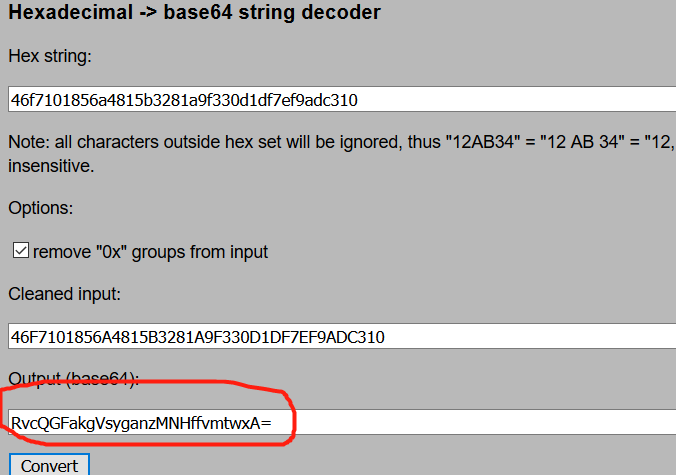 Hexadecimal -> base64 string decoder
Hex string:
46f7101856a4815b3281a9f330d1df7ef9adc310
Note: all characters outside hex set will be ignored, thus "12AB34" = "12 AB 34" = "12,
insensitive.
Options:
remove "0x" groups from input
Cleaned input:
46F7101856A4815B3281A9F330D1DF7EF9ADC310
Output (base64):
RvcQGFakgVsyganzMNHffvmtwxA=
Convert